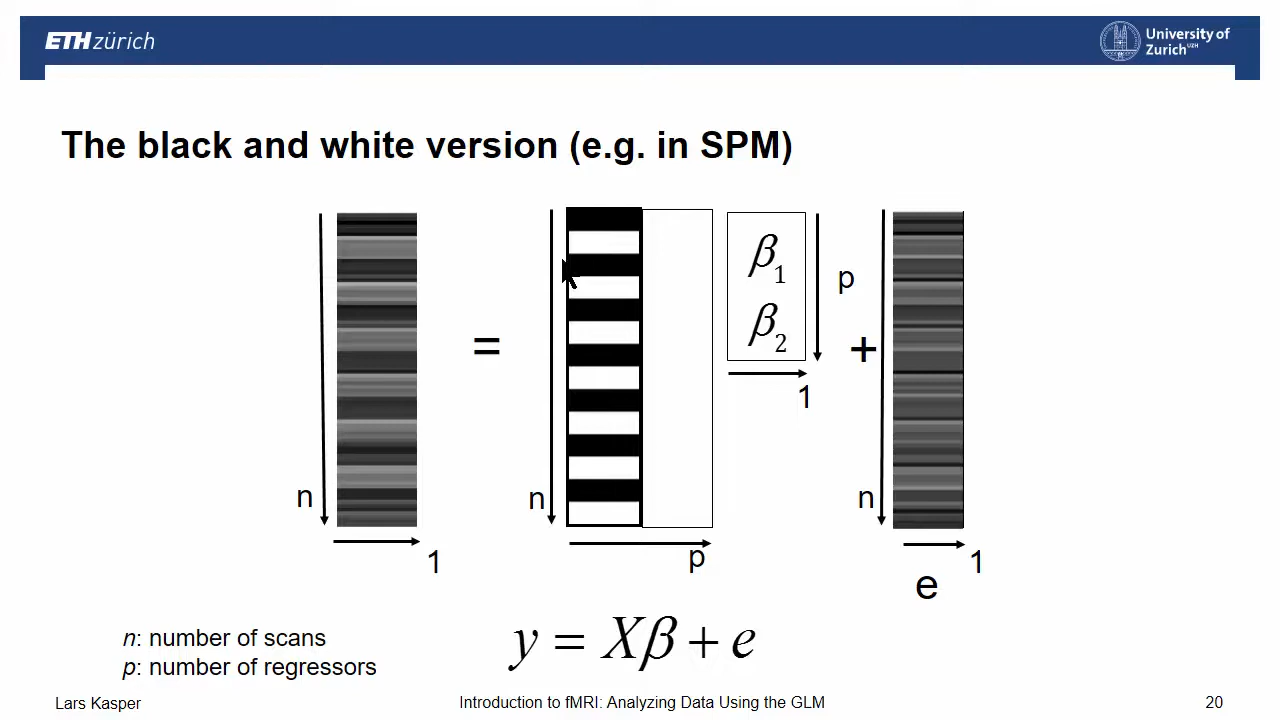 ETH zürich
University of
Zurich UZH
The black and white version (e.g. in SPM)
=
β1
β2
p
1
+
n
1
n
p
n
1
e
n: number of scans
p: number of regressors
y = Xβ + e
Lars Kasper
Introduction to fMRI: Analyzing Data Using the GLM
20